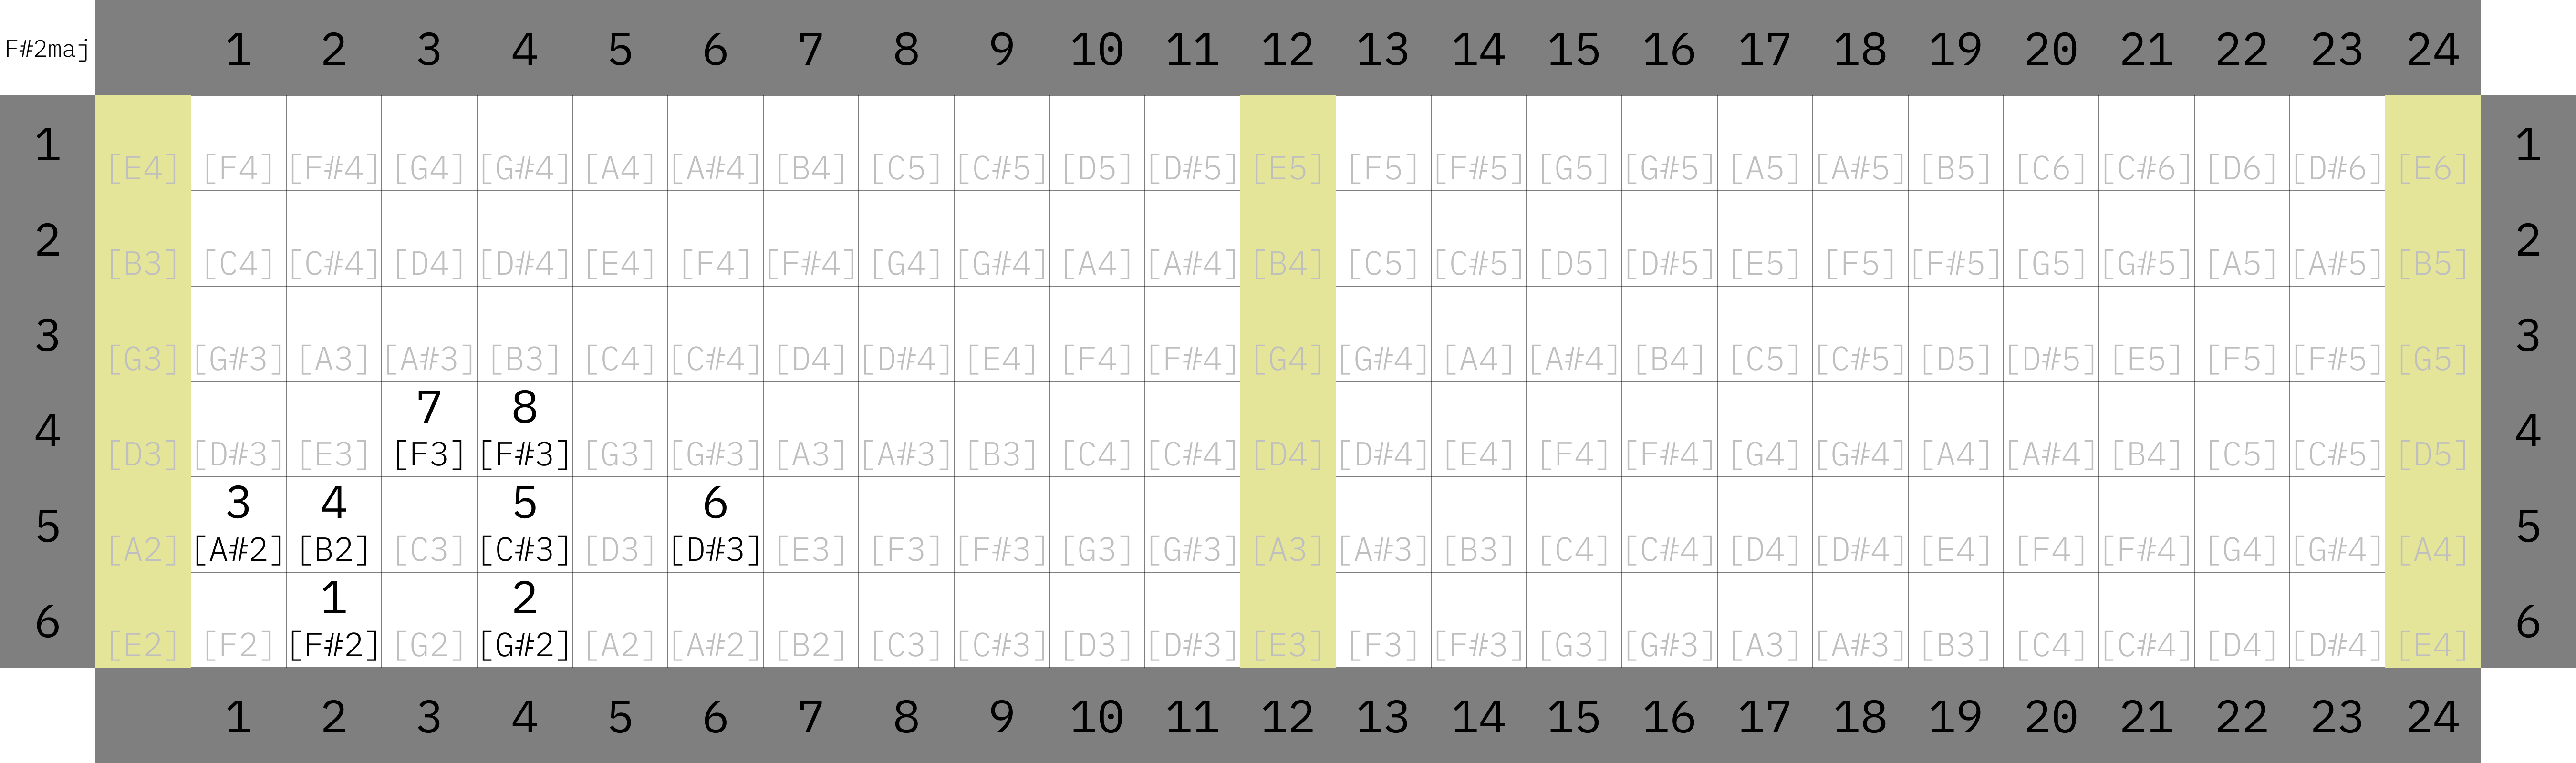 F#2maj 1 2 3 4 5 6 7 8 9 10 11 12 13 14 15 16 17 18 19 20 21 22 23 24
1 [E4] [F4] [F#4] [G4] [G#4] [A4] [A#4] [B4] [C5] [C#5] [D5] [D#5] [E5] [F5] [F#5] [G5] [G#5] [A5] [A#5] [B5] [C6] [C#6] [D6] [D#6] [E6] 1
2 [B3] [C4] [C#4] [D4] [D#4] [E4] [F4] [F#4] [G4] [G#4] [A4] [A#4] [B4] [C5] [C#5] [D5] [D#5] [E5] [F5] [F#5] [G5] [G#5] [A5] [A#5] [B5] 2
3 [G3] [G#3] [A3] [A#3] [B3] [C4] [C#4] [D4] [D#4] [E4] [F4] [F#4] [G4] [G#4] [A4] [A#4] [B4] [C5] [C#5] [D5] [D#5] [E5] [F5] [F#5] [G5] 3
7 8
4 [D3] [D#3] [E3] [F3] [F#3] [G3] [G#3] [A3] [A#3] [B3] [C4] [C#4] [D4] [D#4] [E4] [F4] [F#4] [G4] [G#4] [A4] [A#4] [B4] [C5] [C#5] [D5] 4
3 4 5 6
5 [A2] [A#2] [B2] [C3] [C#3] [D3] [D#3] [E3] [F3] [F#3] [G3] [G#3] [A3] [A#3] [B3] [C4] [C#4] [D4] [D#4] [E4] [F4] [F#4] [G4] [G#4] [A4] 5
1 2
6 [E2] [F2] [F#2] [G2] [G#2] [A2] [A#2] [B2] [C3] [C#3] [D3] [D#3] [E3] [F3] [F#3] [G3] [G#3] [A3] [A#3] [B3] [C4] [C#4] [D4] [D#4] [E4] 6
1 2 3 4 5 6 7 8 9 10 11 12 13 14 15 16 17 18 19 20 21 22 23 24